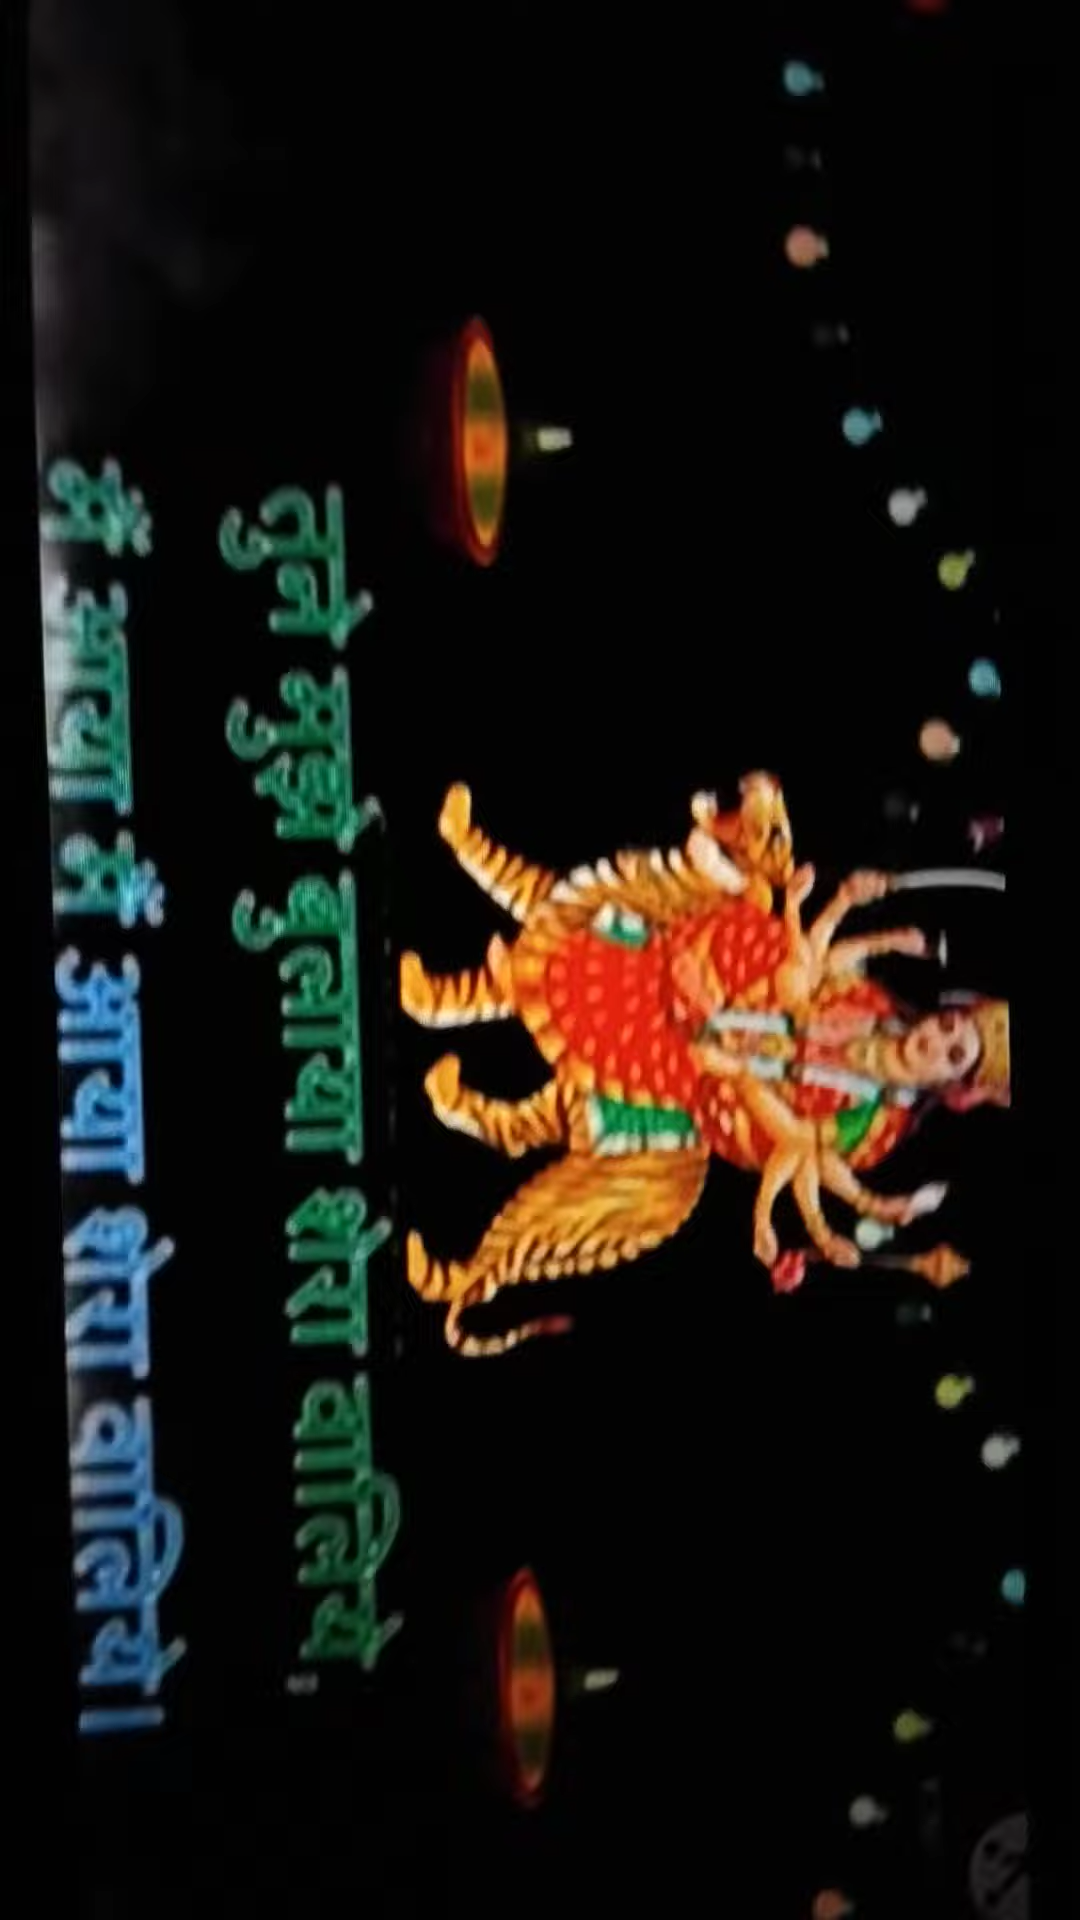 तुने मुझे बुलाया शेरा वालिये
में आया में आया शेरा वालिये।